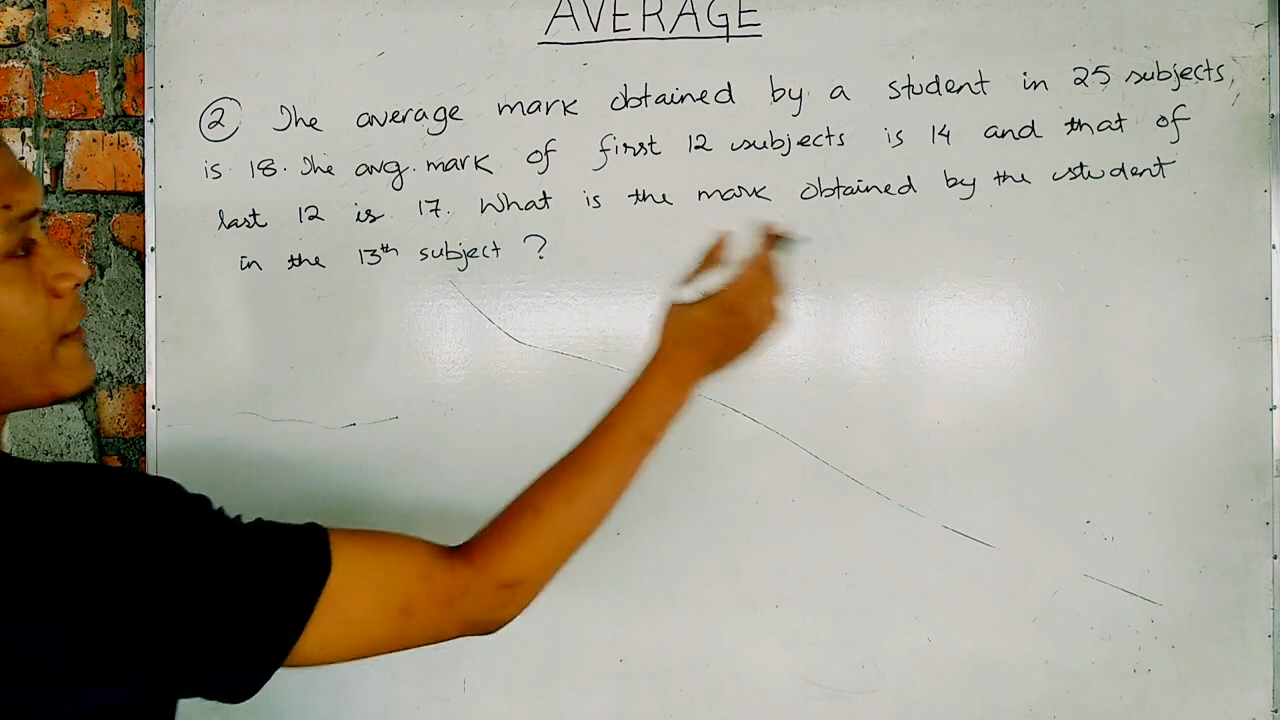 AVERAGE
② The average mark obtained by a student in 25 subjects,
is 18. The avg. mark of first 12 subjects is 14 and that of
last 12 is 17. What is the mark obtained by the student
in the 13th subject ?